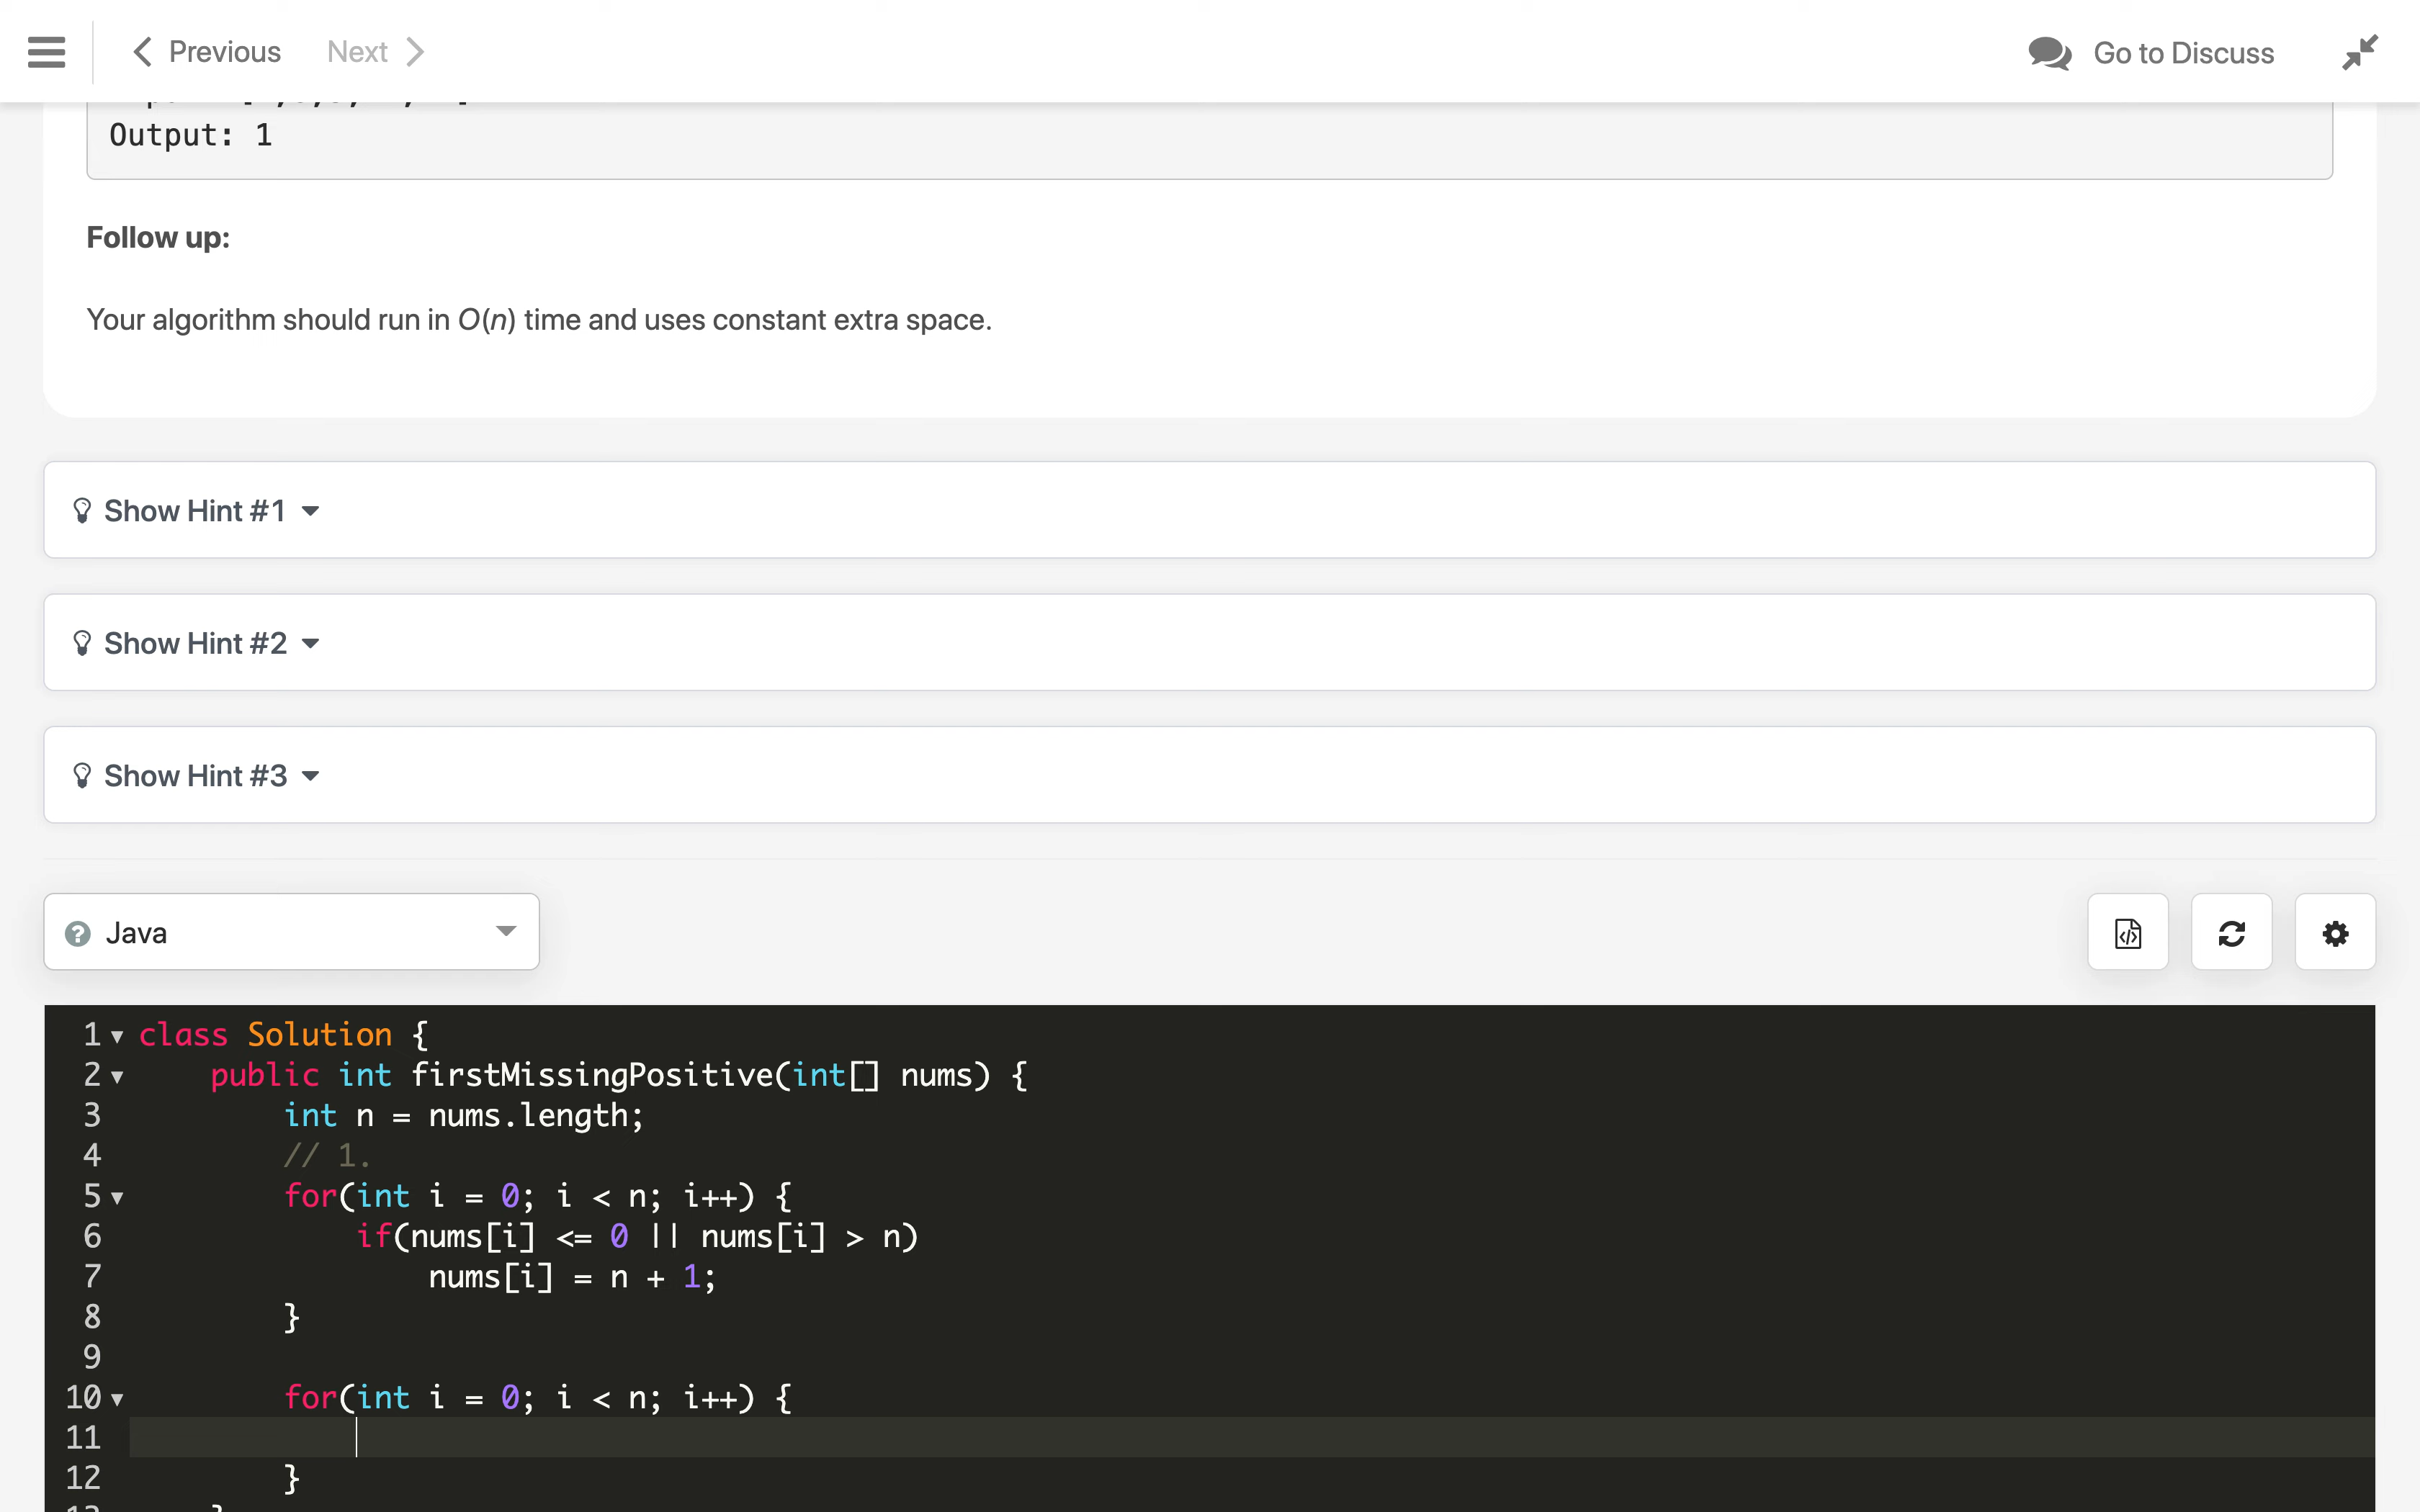 Previous Next Go to Discuss
Output: 1
Follow up:
Your algorithm should run in O(n) time and uses constant extra space.
Show Hint #1
Show Hint #2
Show Hint #3
? Java
1 class Solution {
2 public int firstMissingPositive(int[] nums) {
3 int n = nums.length;
4 // 1.
5 for(int i = 0; i < n; i++) {
6 if(nums[i] <= 0 || nums[i] > n)
7 nums[i] = n + 1;
8 }
9
10 for(int i = 0; i < n; i++) {
11
12 }